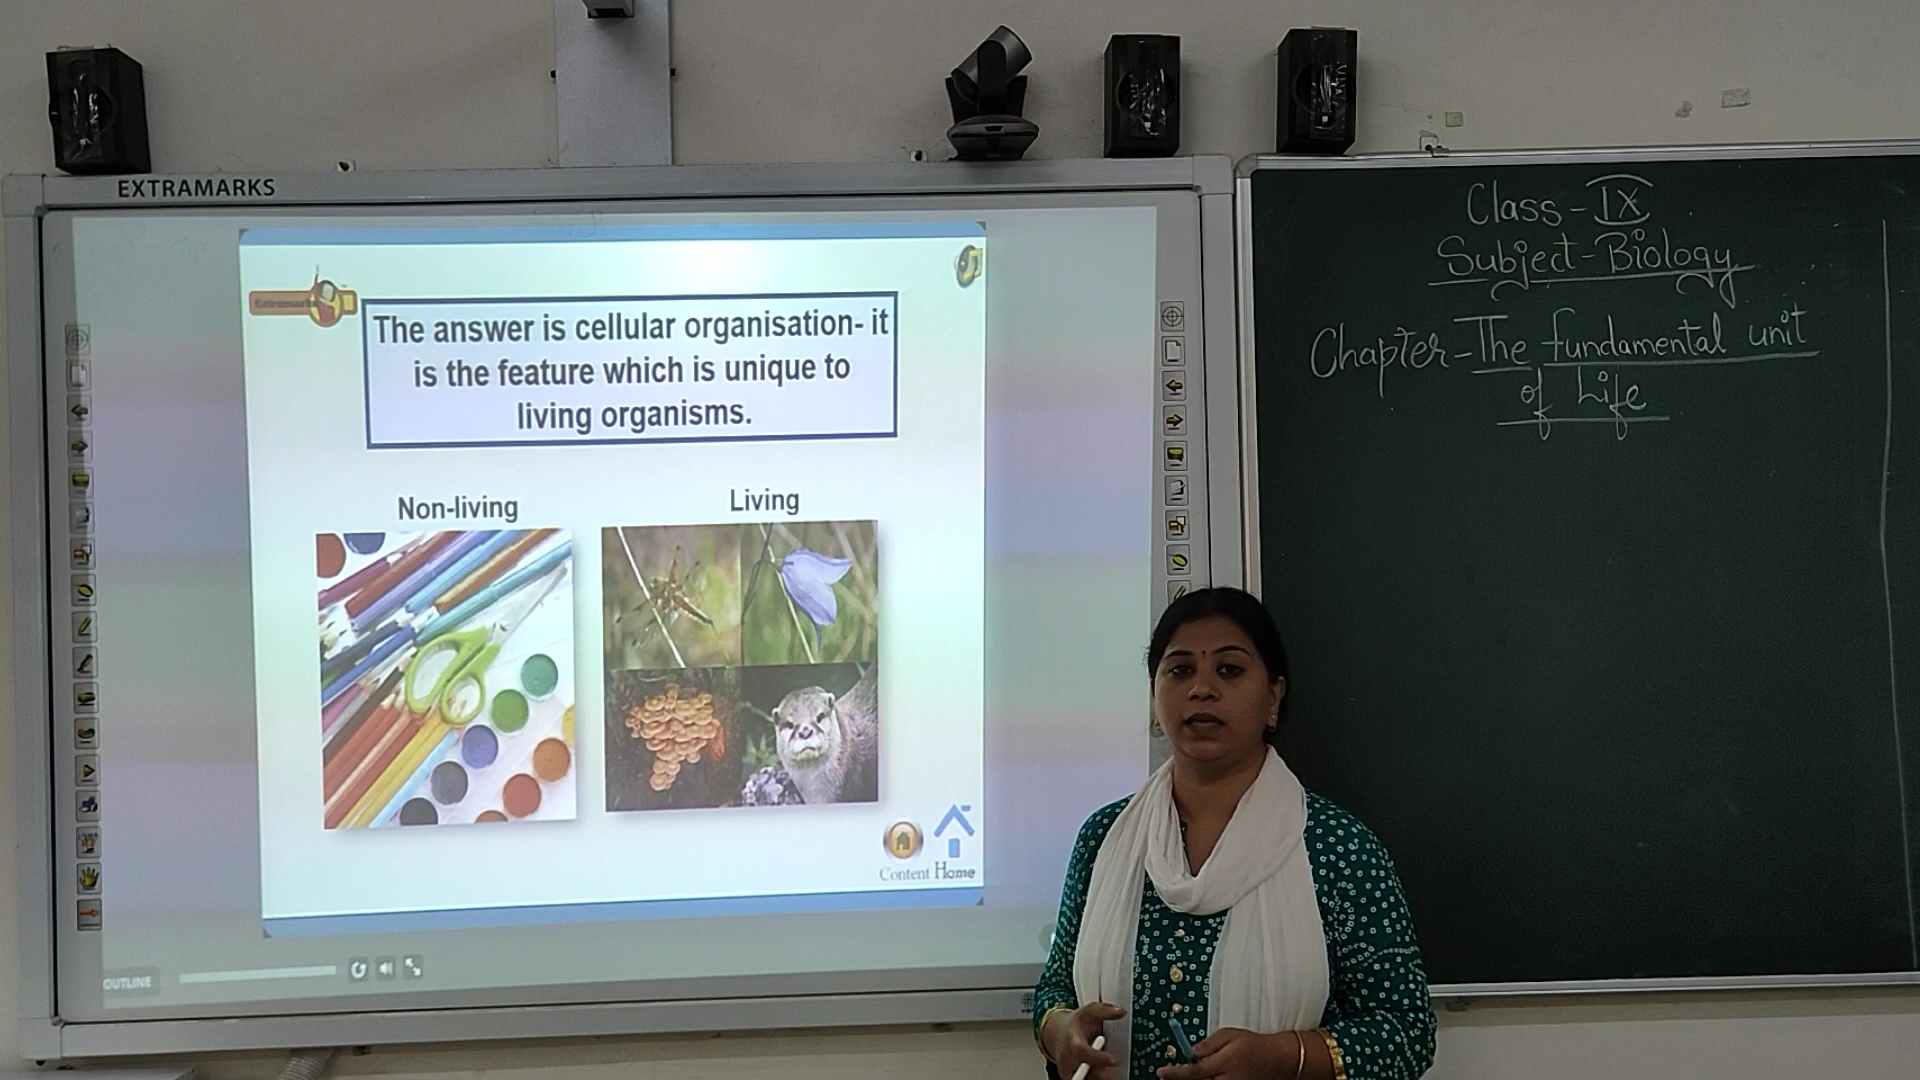 EXTRAMARKS
Extramarks
The answer is cellular organisation- it
is the feature which is unique to
living organisms.
Non-living
Living
Content Home
OUTLINE
Class-IX
Subject-Biology
Chapter-The fundamental unit
of Life